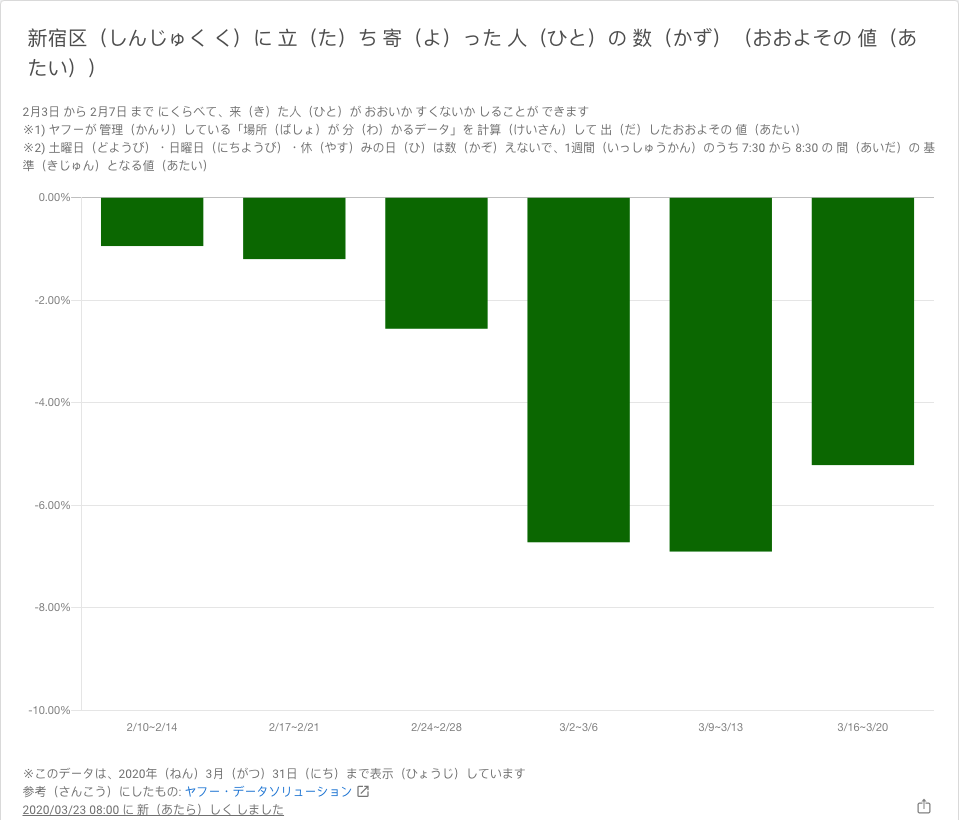 新宿区（しんじゅく く）に 立（た）ち 寄（よ）った 人（ひと）の 数（かず）（おおよその 値（あ
たい））
2月3日 から 2月7日 まで にくらべて、来（き）た人（ひと）が おおいか すくないか しることが できます
※1) ヤフーが 管理（かんり）している「場所（ばしょ）が 分（わ）かるデータ」を 計算（けいさん）して 出（だ）したおおよその 値（あたい）
※2) 土曜日（どようび）・日曜日（にちようび）・休（やす）みの日（ひ）は数（かぞ）えないで、1週間（いっしゅうかん）のうち 7:30 から 8:30 の 間（あいだ）の 基
準（きじゅん）となる値（あたい）
0.00%
-2.00%
-4.00%
-6.00%
-8.00%
-10.00%
2/10~2/14 2/17~2/21 2/24~2/28 3/2~3/6 3/9~3/13 3/16~3/20
※このデータは、2020年（ねん）3月（がつ）31日（にち）まで表示（ひょうじ）しています
参考（さんこう）にしたもの: ヤフー・データソリューション
2020/03/23 08:00 に 新（あたら）しく しました